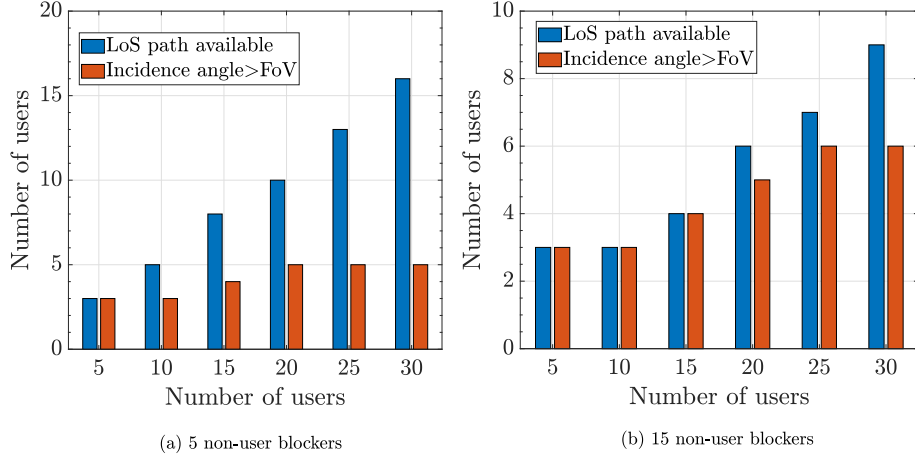 20
15
10
5
0
Number of users
LoS path available
Incidence angle>FoV
5 10 15 20 25 30
Number of users
(a) 5 non-user blockers
10
8
6
4
2
0
Number of users
LoS path available
Incidence angle>FoV
5 10 15 20 25 30
Number of users
(b) 15 non-user blockers